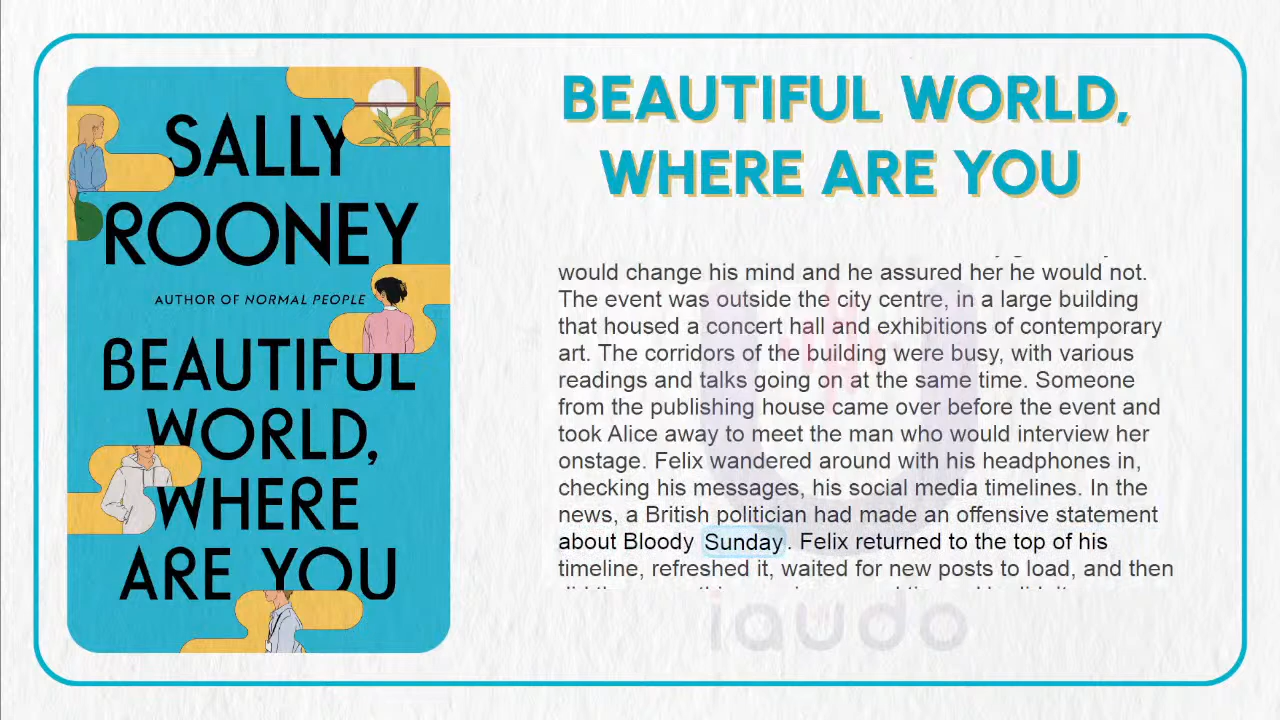 SALLY
ROONEY
AUTHOR OF NORMAL PEOPLE
BEAUTIFUL
WORLD,
WHERE
ARE YOU
BEAUTIFUL WORLD,
WHERE ARE YOU
would change his mind and he assured her he would not.
The event was outside the city centre, in a large building
that housed a concert hall and exhibitions of contemporary
art. The corridors of the building were busy, with various
readings and talks going on at the same time. Someone
from the publishing house came over before the event and
took Alice away to meet the man who would interview her
onstage. Felix wandered around with his headphones in,
checking his messages, his social media timelines. In the
news, a British politician had made an offensive statement
about Bloody Sunday. Felix returned to the top of his
timeline, refreshed it, waited for new posts to load, and then
iaudo